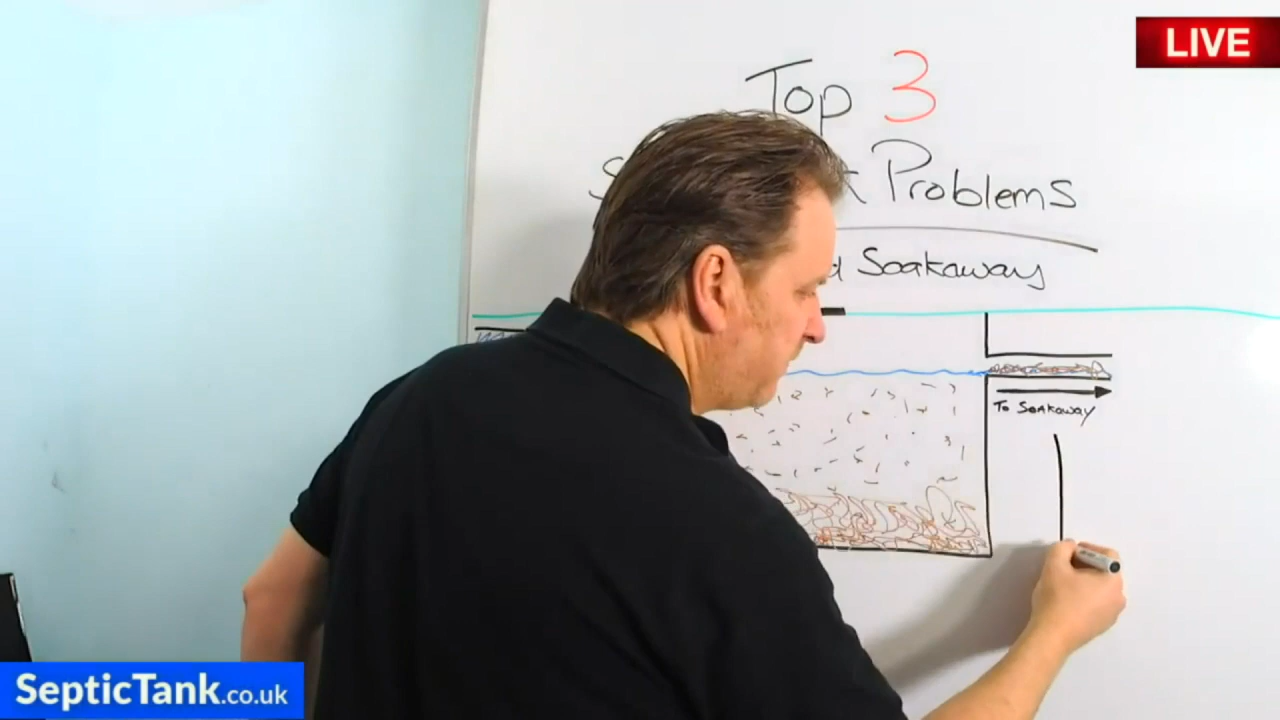 LIVE
Top 3
Problems
Soakaway
To Soakaway
SepticTank.co.uk